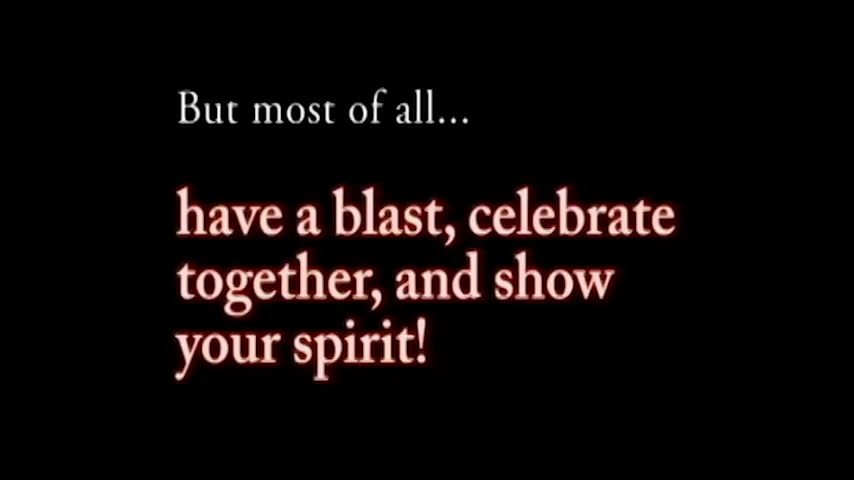 But most of all...
have a blast, celebrate
together, and show
your spirit!